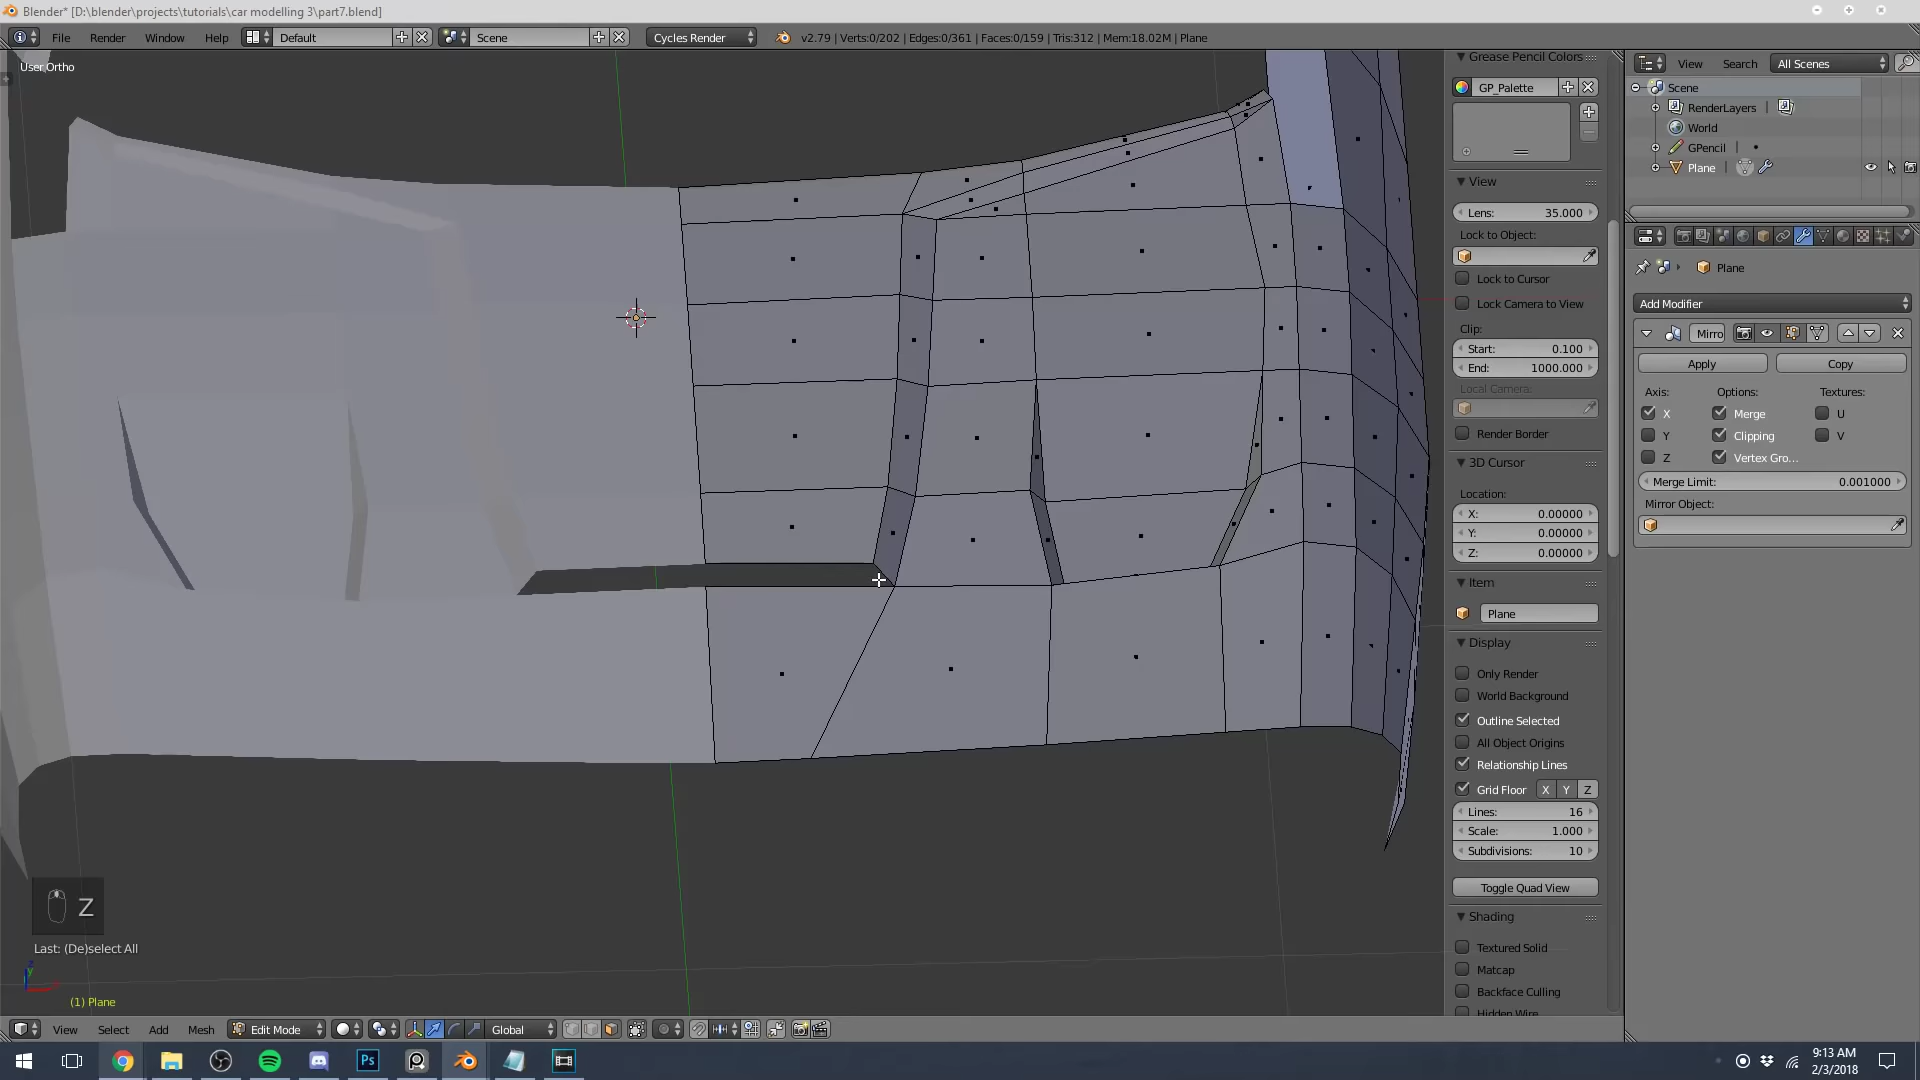 Blender* [D:\blender\projects\tutorials\car modelling 3\part7.blend]
File Render Window Help Default Scene Cycles Render v2.79 | Verts:0/202 | Edges:0/361 | Faces:0/159 | Tris:312 | Mem:18.02M | Plane
User Ortho
Z
Last: (De)select All
(1) Plane
View Select Add Mesh Edit Mode Global
Grease Pencil Colors
GP_Palette
View
Lens: 35.000
Lock to Object:
Lock to Cursor
Lock Camera to View
Clip:
Start: 0.100
End: 1000.000
Local Camera:
Render Border
3D Cursor
Location:
X: 0.00000
Y: 0.00000
Z: 0.00000
Item
Plane
Display
Only Render
World Background
Outline Selected
All Object Origins
Relationship Lines
Grid Floor X Y Z
Lines: 16
Scale: 1.000
Subdivisions: 10
Toggle Quad View
Shading
Textured Solid
Matcap
Backface Culling
Hidden Wire
View Search All Scenes
Scene
RenderLayers
World
GPencil
Plane
Plane
Add Modifier
Mirro
Apply Copy
Axis: Options: Textures:
X Merge U
Y Clipping V
Z Vertex Gro...
Merge Limit: 0.001000
Mirror Object:
Ps
9:13 AM
2/3/2018